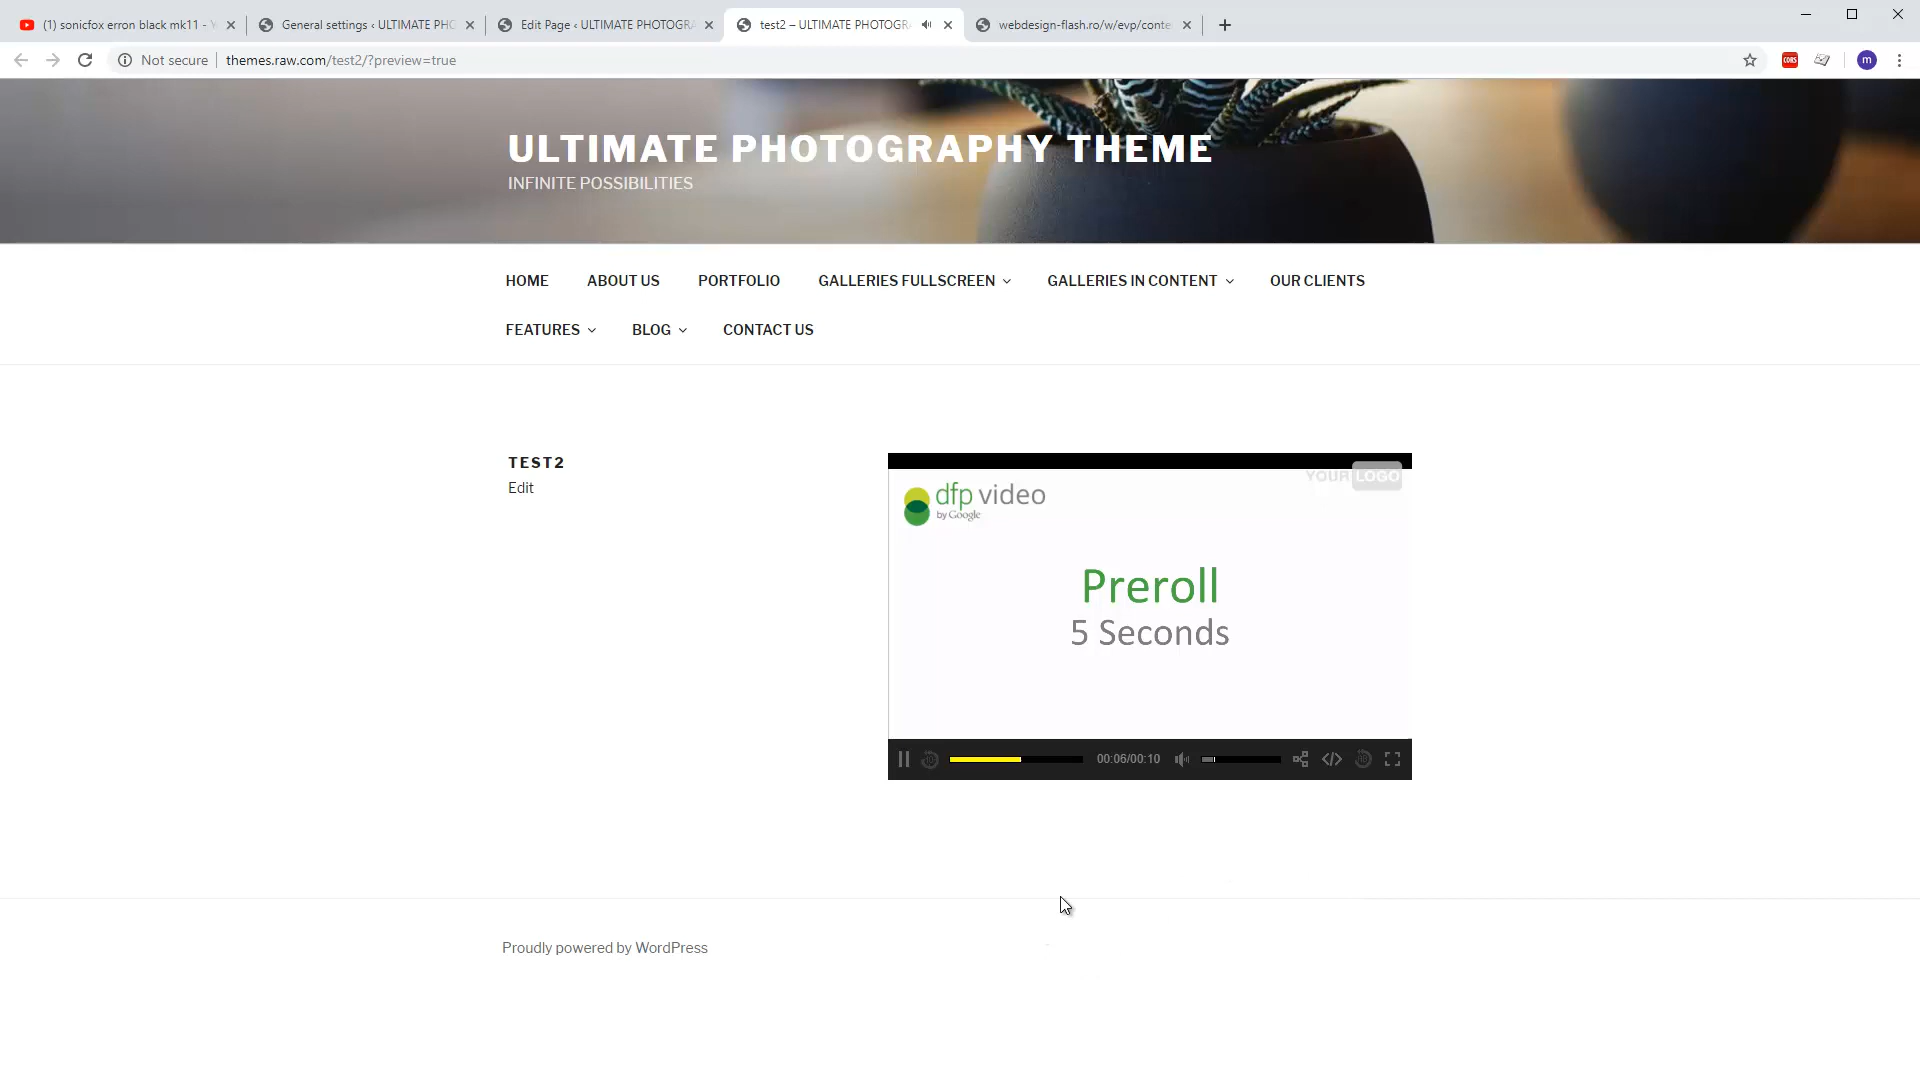 (1) sonicfox erron black mk11 -
General settings ‹ ULTIMATE PHO
Edit Page ‹ ULTIMATE PHOTOGRA
test2 – ULTIMATE PHOTOGR
webdesign-flash.ro/w/evp/conte
Not secure
themes.raw.com/test2/?preview=true
CORS
m
ULTIMATE PHOTOGRAPHY THEME
INFINITE POSSIBILITIES
HOME ABOUT US PORTFOLIO GALLERIES FULLSCREEN GALLERIES IN CONTENT OUR CLIENTS
FEATURES BLOG CONTACT US
TEST2
Edit
YOUR LOGO
dfp video
by Google
Preroll
5 Seconds
00:06/00:10
Proudly powered by WordPress